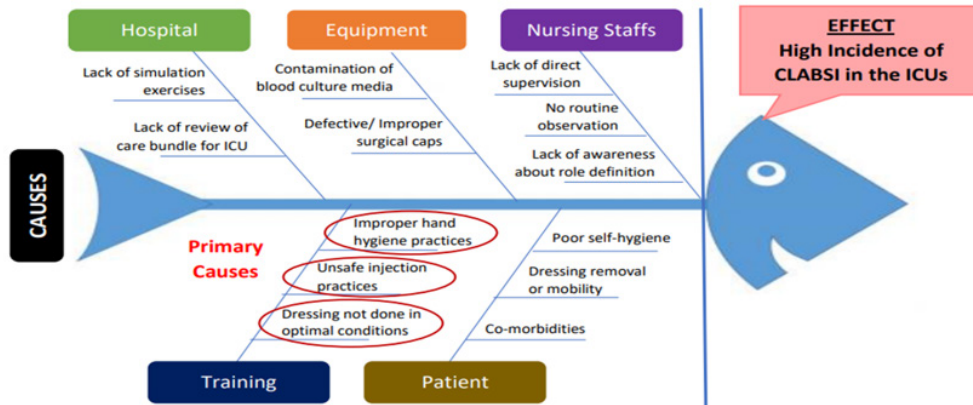 Hospital
Equipment
Nursing Staffs
EFFECT
High Incidence of
CLABSI in the ICUs
Lack of simulation
exercises
Lack of review of
care bundle for ICU
Contamination of
blood culture media
Defective/ Improper
surgical caps
Lack of direct
supervision
No routine
observation
Lack of awareness
about role definition
CAUSES
Primary
Causes
Improper hand
hygiene practices
Unsafe injection
practices
Dressing not done in
optimal conditions
Poor self-hygiene
Dressing removal
or mobility
Co-morbidities
Training
Patient